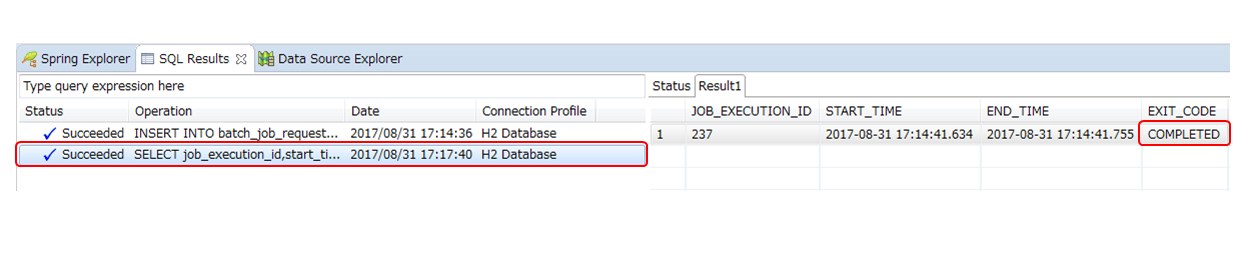 Spring Explorer SQL Results Data Source Explorer
Type query expression here
Status Operation Date Connection Profile
Succeeded INSERT INTO batch_job_request... 2017/08/31 17:14:36 H2 Database
Succeeded SELECT job_execution_id,start_ti... 2017/08/31 17:17:40 H2 Database
Status Result1
JOB_EXECUTION_ID START_TIME END_TIME EXIT_CODE
1 237 2017-08-31 17:14:41.634 2017-08-31 17:14:41.755 COMPLETED